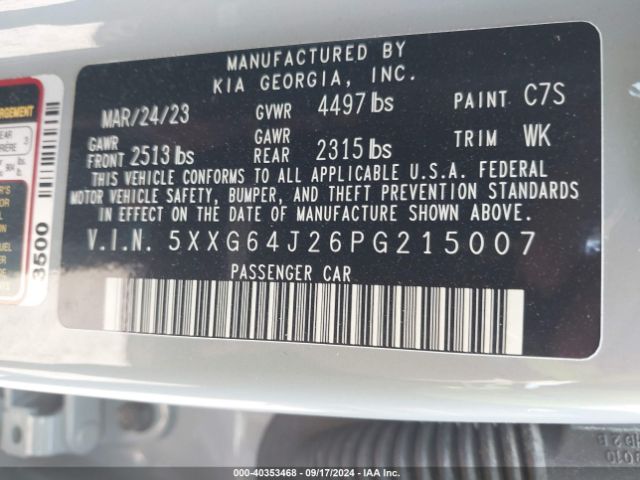 MANUFACTURED BY
KIA GEORGIA, INC.
MAR/24/23 GVWR 4497 lbs PAINT C7S
GAWR FRONT 2513 lbs GAWR REAR 2315 lbs TRIM WK
THIS VEHICLE CONFORMS TO ALL APPLICABLE U.S.A. FEDERAL
MOTOR VEHICLE SAFETY, BUMPER, AND THEFT PREVENTION STANDARDS
IN EFFECT ON THE DATE OF MANUFACTURE SHOWN ABOVE.
V.I.N. 5XXG64J26PG215007
PASSENGER CAR
3500
000-40353468 - 09/17/2024 - IAA Inc.